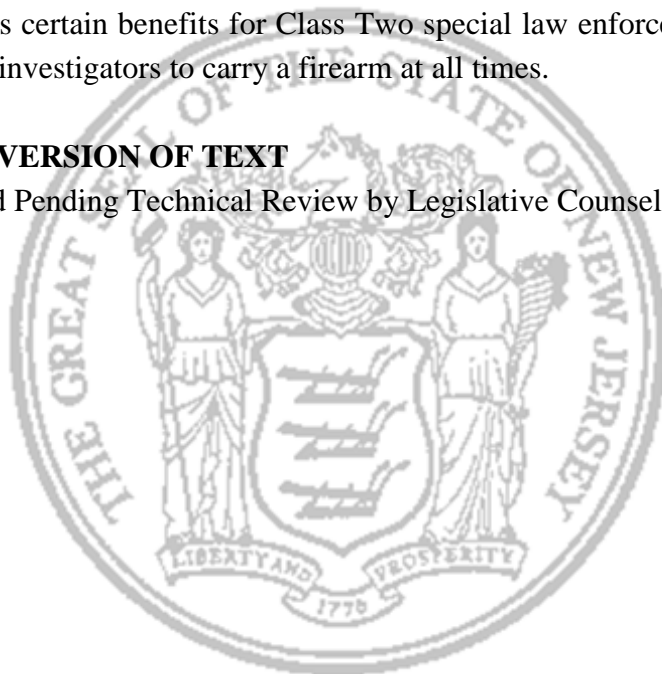 s certain benefits for Class Two special law enforc
investigators to carry a firearm at all times.
VERSION OF TEXT
d Pending Technical Review by Legislative Counsel
THE GREAT SEAL OF THE STATE OF NEW JERSEY
LIBERTY AND PROSPERITY
1776